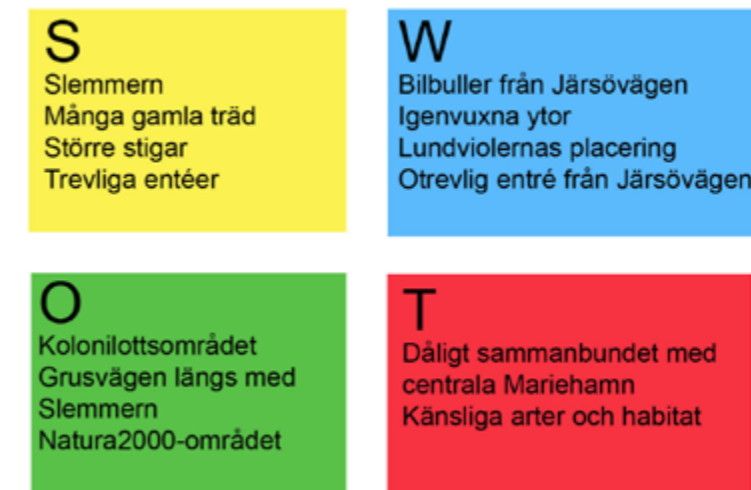 S
Slemmern
Många gamla träd
Större stigar
Trevliga entéer
W
Bilbuller från Järsövägen
Igenvuxna ytor
Lundviolernas placering
Otrevlig entré från Järsövägen
O
Kolonilottsområdet
Grusvägen längs med
Slemmern
Natura2000-området
T
Dåligt sammanbundet med
centrala Mariehamn
Känsliga arter och habitat